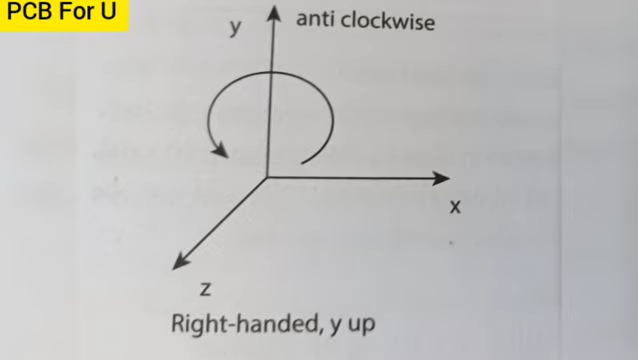 PCB For U
y
anti clockwise
x
z
Right-handed, y up